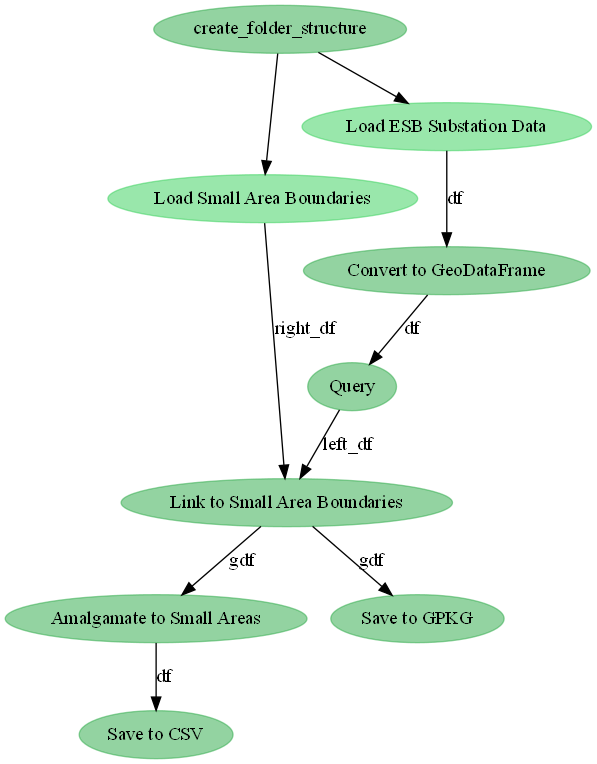 create_folder_structure
Load ESB Substation Data
df
Load Small Area Boundaries
Convert to GeoDataFrame
right_df
df
Query
left_df
Link to Small Area Boundaries
gdf
gdf
Amalgamate to Small Areas
Save to GPKG
df
Save to CSV